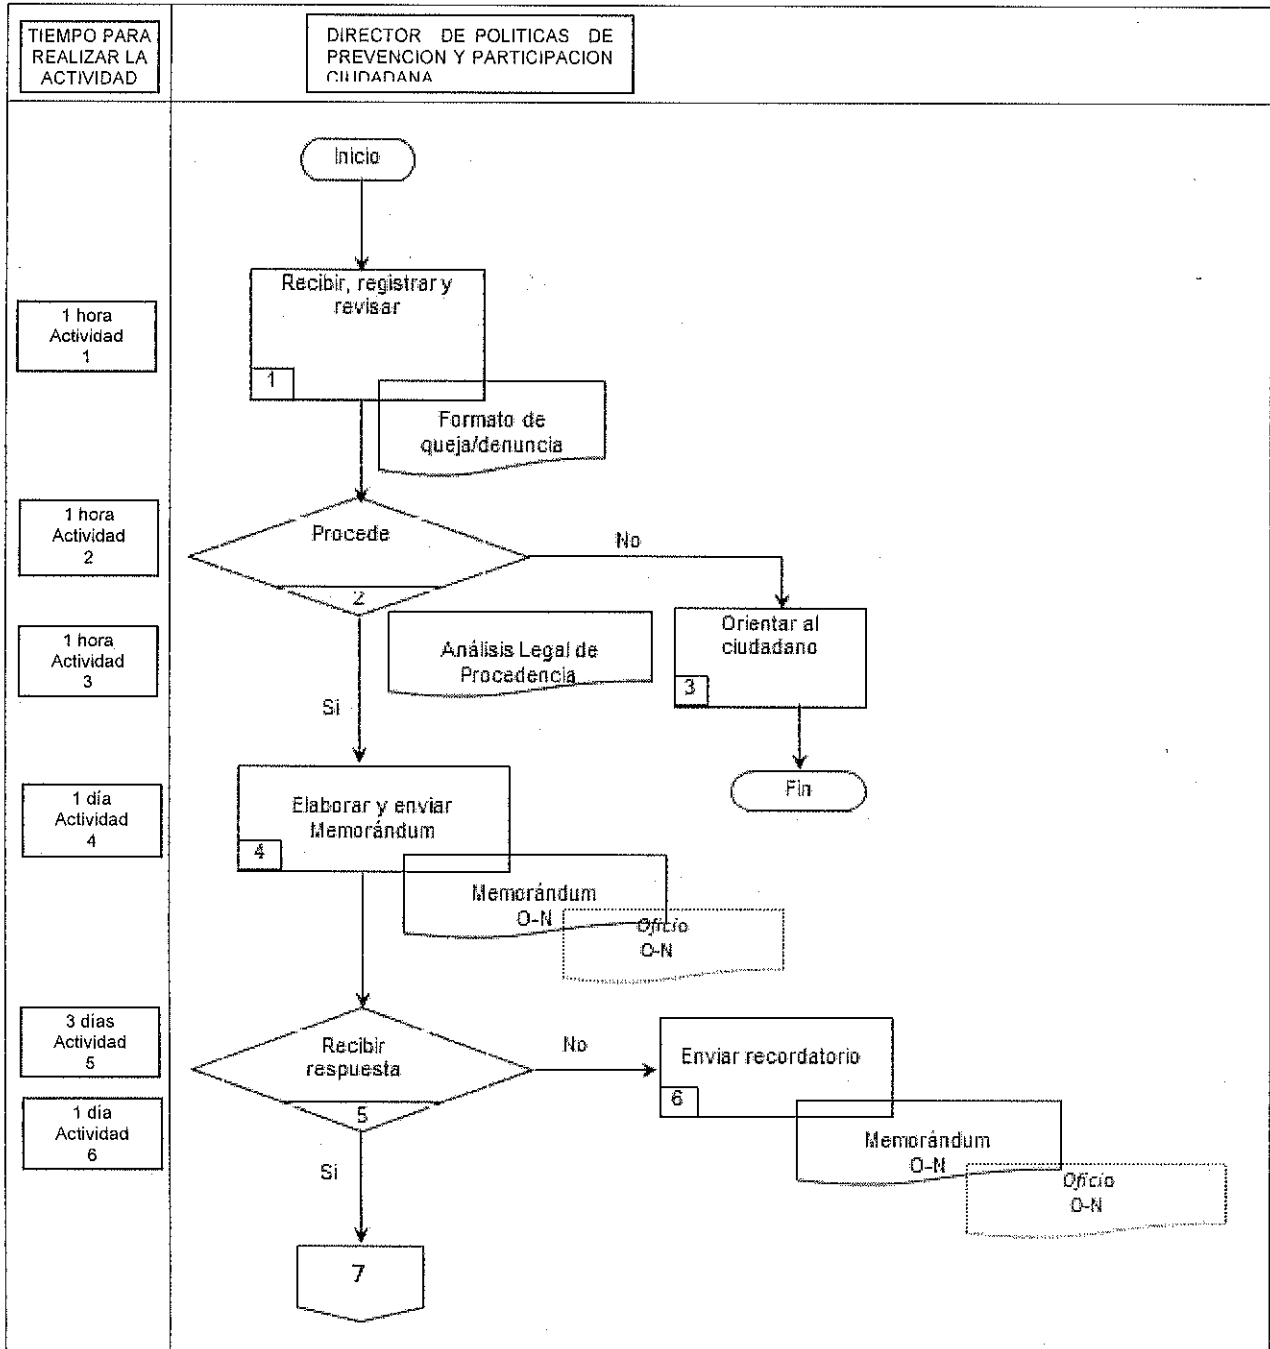 TIEMPO PARA
REALIZAR LA
ACTIVIDAD
DIRECTOR DE POLITICAS DE
PREVENCION Y PARTICIPACION
CIUDADANA
Inicio
Recibir, registrar y
revisar
1
1 hora
Actividad
1
Formato de
queja/denuncia
1 hora
Actividad
2
Procede
2
No
1 hora
Actividad
3
Análisis Legal de
Procedencia
Orientar al
ciudadano
3
Si
Fin
1 día
Actividad
4
Elaborar y enviar
Memorándum
4
Memorándum
O-N
Oficio
O-N
3 días
Actividad
5
Recibir
respuesta
5
No
Enviar recordatorio
6
1 día
Actividad
6
Memorándum
O-N
Oficio
O-N
Si
7